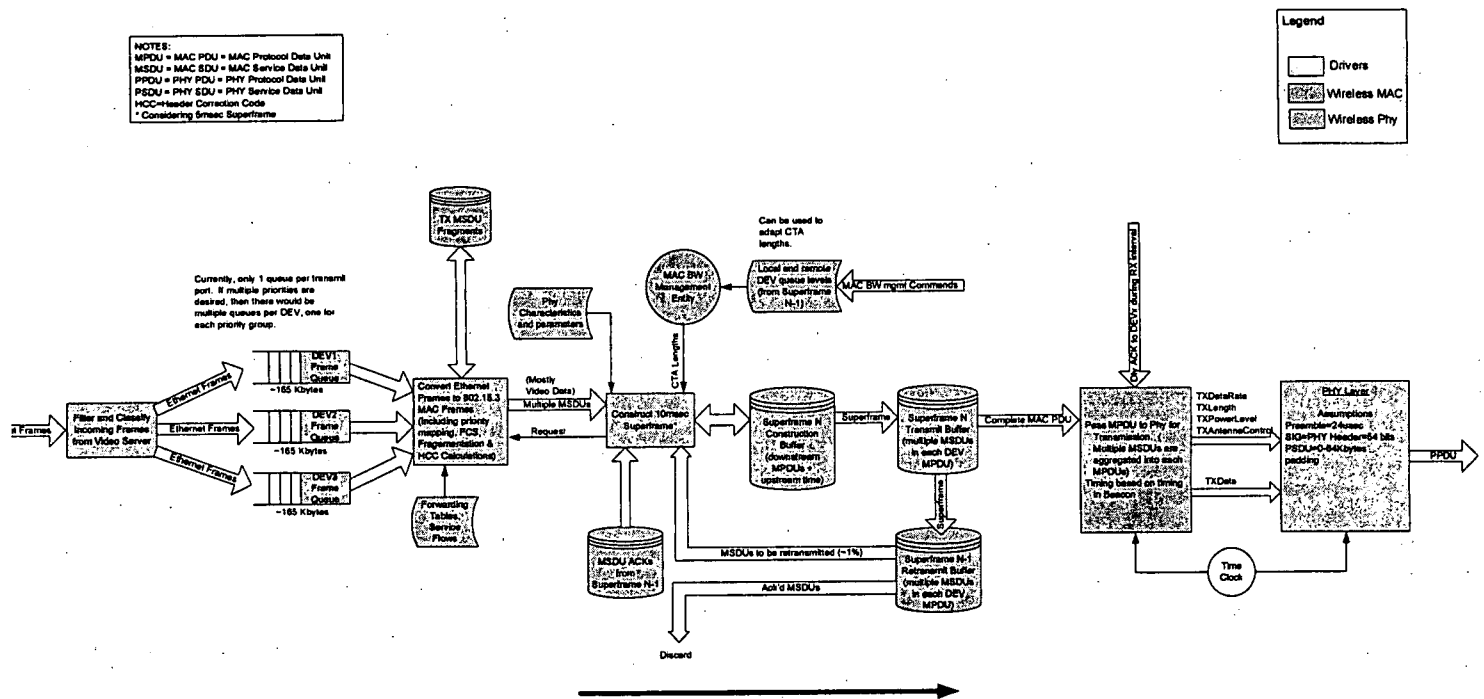 NOTES:
MPDU = MAC PDU = MAC Protocol Data Unit
MSDU = MAC SDU = MAC Service Data Unit
PPDU = PHY PDU = PHY Protocol Data Unit
PSDU = PHY SDU = PHY Service Data Unit
HCC=Header Correction Code
* Considering 5msec Superframe
Legend
Drivers
Wireless MAC
Wireless Phy
TX MSDU
Fragments
Can be used to
adapt CTA
lengths.
Currently, only 1 queue per transmit
port. If multiple priorities are
desired, then there would be
multiple queues per DEV, one for
each priority group.
MAC BW
Management
Entity
Local and remote
DEV queue levels
(from Superframe
N-1)
MAC BW mgmt Commands
Phy
Characteristics
and parameters
CTA Lengths
Dly ACK to DEVr during RX interval
Frames
Filter and Classify
Incoming Frames
from Video Server
Ethernet Frames
Ethernet Frames
Ethernet Frames
DEV1
Frame
Queue
~165 Kbytes
DEV2
Frame
Queue
~165 Kbytes
DEV3
Frame
Queue
~165 Kbytes
Convert Ethernet
Frames to 802.15.3
MAC Frames
(including priority
mapping, FCS,
Fragmentation &
HCC Calculations)
(Mostly
Video Data)
Multiple MSDUs
Request
Construct 10msec
Superframe
Superframe N
Construction
Buffer
(downstream
MPDUs +
upstream time)
Superframe
Superframe N
Transmit Buffer
(multiple MSDUs
in each DEV
MPDU)
Complete MAC PDU
Pass MPDU to Phy for
Transmission. (
Multiple MSDUs are
aggregated into each
MPDUs)
Timing based on timing
in Beacon
TXDataRate
TXLength
TXPowerLevel
TXAntennaControl
TXData
PHY Layer
Assumptions
Preamble=24usec
SIG=PHY Header=64 bits
PSDU=0-64Kbytes
padding
PPDU
Forwarding
Tables,
Service
Flows
MSDU ACKs
from
Superframe N-1
Superframe
MSDUs to be retransmitted (~1%)
Superframe N-1
Retransmit Buffer
(multiple MSDUs
in each DEV
MPDU)
Ack'd MSDUs
Discard
Time
Clock